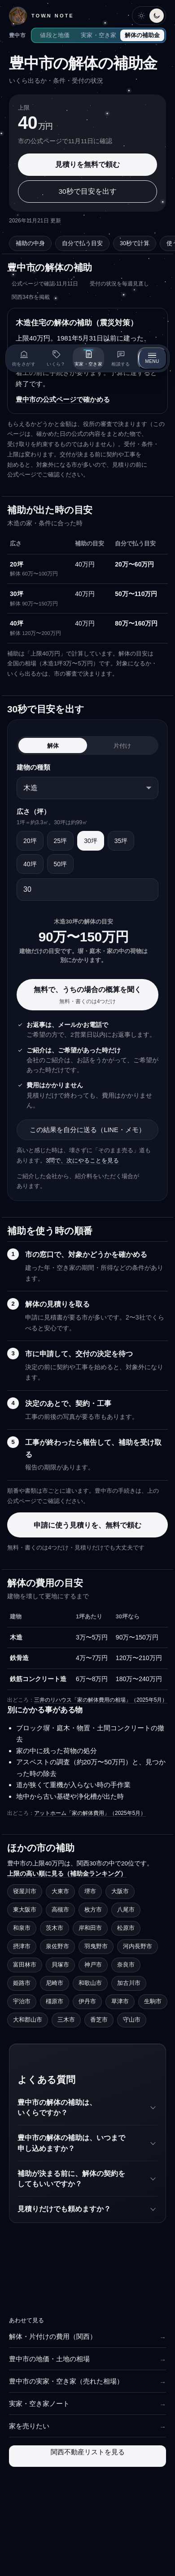 TOWN NOTE
豊中市
値段と地価
実家・空き家
解体の補助金
豊中市の解体の補助金
いくら出るか・条件・受付の状況
上限
40万円
市の公式ページで11月11日に確認
見積りを無料で頼む
30秒で目安を出す
2026年11月21日 更新
補助の中身
自分で払う目安
30秒で計算
使う
豊中市の解体の補助
公式ページで確認 11月11日
受付の状況を毎週見直し
関西34市を掲載
木造住宅の解体の補助（震災対策）
上限40万円。1981年5月31日以前に建った、
街をさがす
いくら？
実家・空き家
相談する
MENU
終了です。
豊中市の公式ページで確かめる
もらえるかどうかと金額は、役所の審査で決まります（この
ページは、確かめた日の公式の内容をまとめた物で、
受け取りを約束するものではありません）。受付・条件・
上限は変わります。交付が決まる前に契約や工事を
始めると、対象外になる市が多いので、見積りの前に
公式ページでご確認ください。
補助が出た時の目安
木造の家・条件に合った時
広さ
補助の目安
自分で払う目安
20坪
解体 60万〜100万円
40万円
20万〜60万円
30坪
解体 90万〜150万円
40万円
50万〜110万円
40坪
解体 120万〜200万円
40万円
80万〜160万円
補助は「上限40万円」で計算しています。解体の目安は
全国の相場（木造1坪3万〜5万円）です。対象になるか・
いくら出るかは、市の審査で決まります。
30秒で目安を出す
解体
片付け
建物の種類
木造
広さ（坪）
1坪＝約3.3㎡、30坪は約99㎡
20坪
25坪
30坪
35坪
40坪
50坪
30
木造30坪の解体の目安
90万〜150万円
建物だけの目安です。塀・庭木・家の中の荷物は
別にかかります。
無料で、うちの場合の概算を聞く
無料・書くのは4つだけ
✓ お返事は、メールかお電話で
ご希望の方で、2営業日以内にお返事します。
✓ ご紹介は、ご希望があった時だけ
会社のご紹介は、お話をうかがって、ご希望が
あった時だけです。
✓ 費用はかかりません
見積りだけで終わっても、費用はかかりませ
ん。
この結果を自分に送る（LINE・メモ）
高いと感じた時は、壊さずに「そのまま売る」道も
あります。3問で、次にやることを見る
ご紹介した会社から、紹介料をいただく場合が
あります。
補助を使う時の順番
1 市の窓口で、対象かどうかを確かめる
建った年・空き家の期間・所得などの条件があり
ます。
2 解体の見積りを取る
申請に見積書が要る市が多いです。2〜3社でくら
べると安心です。
3 市に申請して、交付の決定を待つ
決定の前に契約や工事を始めると、対象外になり
ます。
4 決定のあとで、契約・工事
工事の前後の写真が要る市もあります。
5 工事が終わったら報告して、補助を受け取
る
報告の期限があります。
順番や書類は市ごとに違います。豊中市の手続きは、上の
公式ページでご確認ください。
申請に使う見積りを、無料で頼む
無料・書くのは4つだけ・見積りだけでも大丈夫です
解体の費用の目安
建物を壊して更地にするまで
建物
1坪あたり
30坪なら
木造
3万〜5万円
90万〜150万円
鉄骨造
4万〜7万円
120万〜210万円
鉄筋コンクリート造
6万〜8万円
180万〜240万円
出どころ：三井のリハウス「家の解体費用の相場」（2025年5月）
別にかかる事がある物
• ブロック塀・庭木・物置・土間コンクリートの撤
去
• 家の中に残った荷物の処分
• アスベストの調査（約20万〜50万円）と、見つか
った時の除去
• 道が狭くて重機が入らない時の手作業
• 地中から古い基礎や浄化槽が出た時
出どころ：アットホーム「家の解体費用」（2025年5月）
ほかの市の補助
豊中市の上限40万円は、関西30市の中で20位です。
上限の高い順に見る（補助金ランキング）
寝屋川市
大東市
堺市
大阪市
東大阪市
高槻市
枚方市
八尾市
和泉市
茨木市
岸和田市
松原市
摂津市
泉佐野市
羽曳野市
河内長野市
富田林市
貝塚市
神戸市
奈良市
姫路市
尼崎市
和歌山市
加古川市
宇治市
橿原市
伊丹市
草津市
生駒市
大和郡山市
三木市
香芝市
守山市
よくある質問
豊中市の解体の補助は、
いくらですか？
豊中市の解体の補助は、いつまで
申し込めますか？
補助が決まる前に、解体の契約を
してもいいですか？
見積りだけでも頼めますか？
あわせて見る
解体・片付けの費用（関西）
→
豊中市の地価・土地の相場
→
豊中市の実家・空き家（売れた相場）
→
実家・空き家ノート
→
家を売りたい
→
関西不動産リストを見る